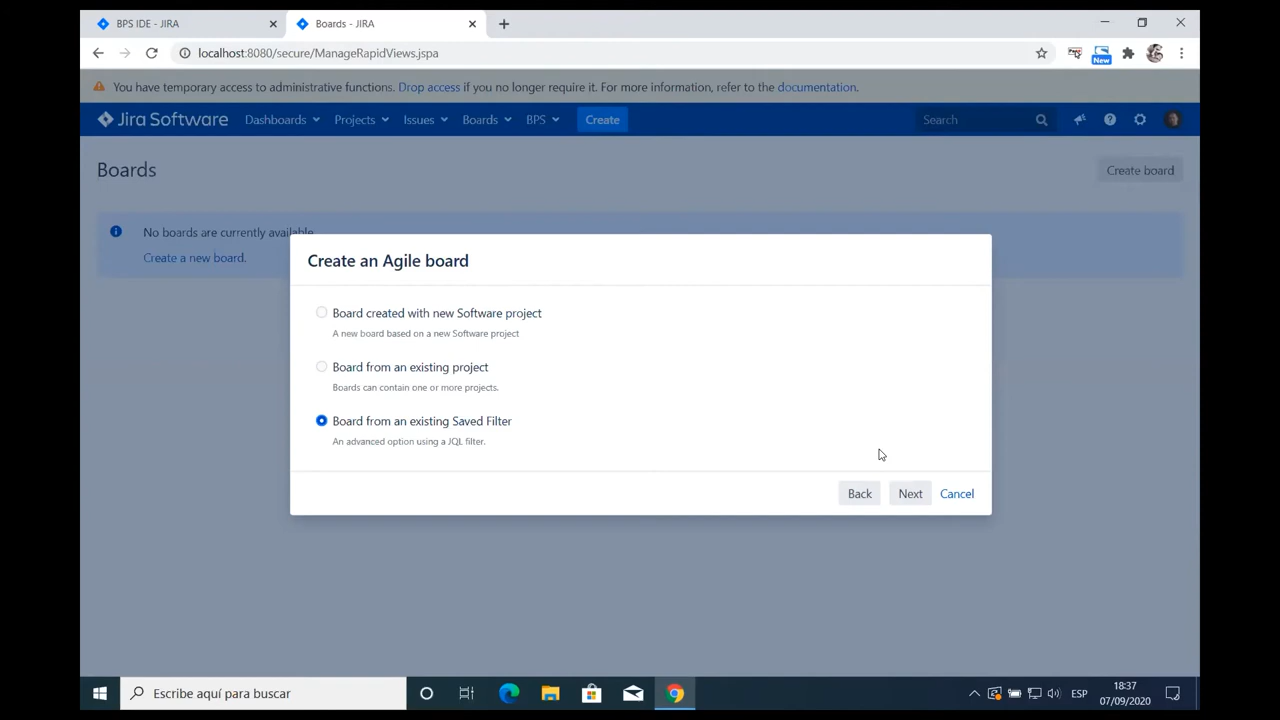 BPS IDE - JIRA
Boards - JIRA
localhost:8080/secure/ManageRapidViews.jspa
New
You have temporary access to administrative functions. Drop access if you no longer require it. For more information, refer to the documentation.
Jira Software Dashboards Projects Issues Boards BPS Create Search
Boards
Create board
No boards are currently available.
Create a new board.
Create an Agile board
Board created with new Software project
A new board based on a new Software project
Board from an existing project
Boards can contain one or more projects.
Board from an existing Saved Filter
An advanced option using a JQL filter.
Back Next Cancel
Escribe aquí para buscar
ESP
18:37
07/09/2020